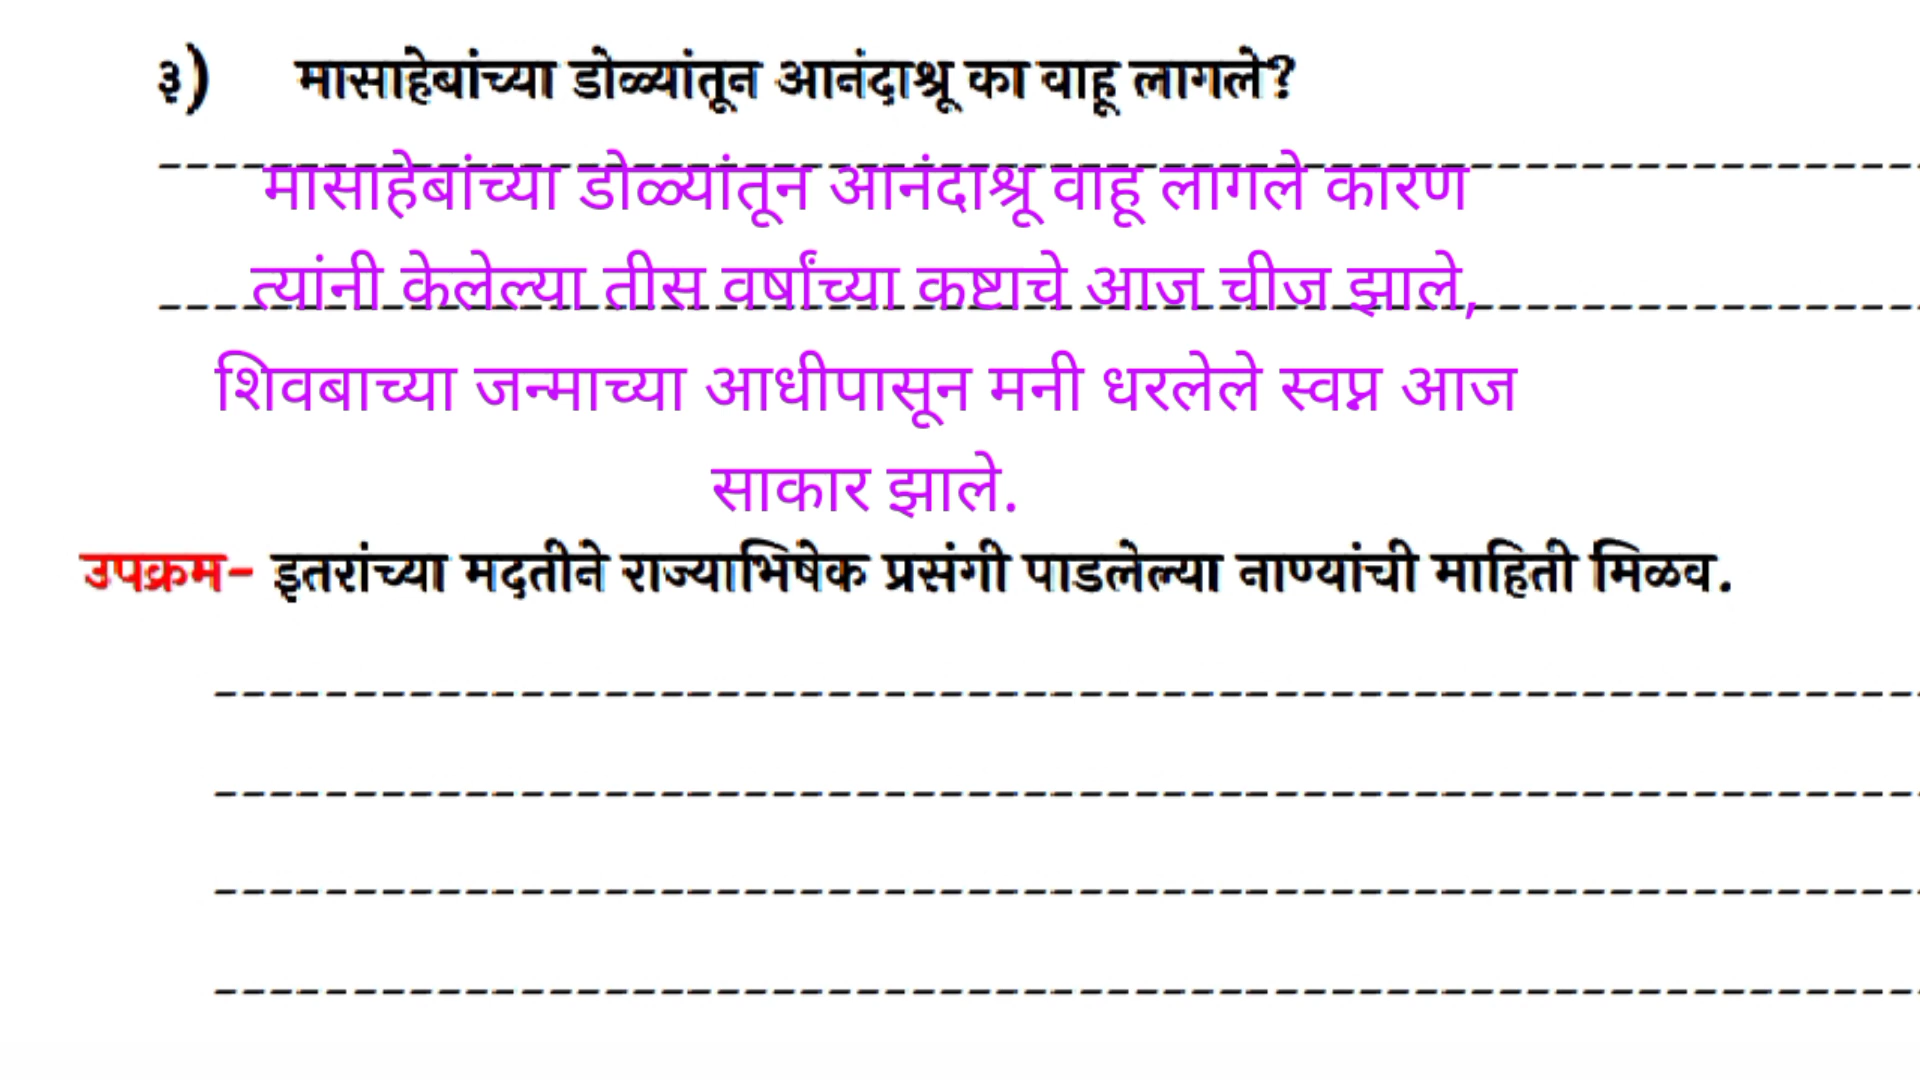 ३) मासाहेबांच्या डोळ्यांतून आनंदाश्रू का वाहू लागले?
मासाहेबांच्या डोळ्यांतून आनंदाश्रू वाहू लागले कारण
त्यांनी केलेल्या तीस वर्षांच्या कष्टाचे आज चीज झाले,
शिवबाच्या जन्माच्या आधीपासून मनी धरलेले स्वप्न आज
साकार झाले.
उपक्रम- इतरांच्या मदतीने राज्याभिषेक प्रसंगी पाडलेल्या नाण्यांची माहिती मिळव.